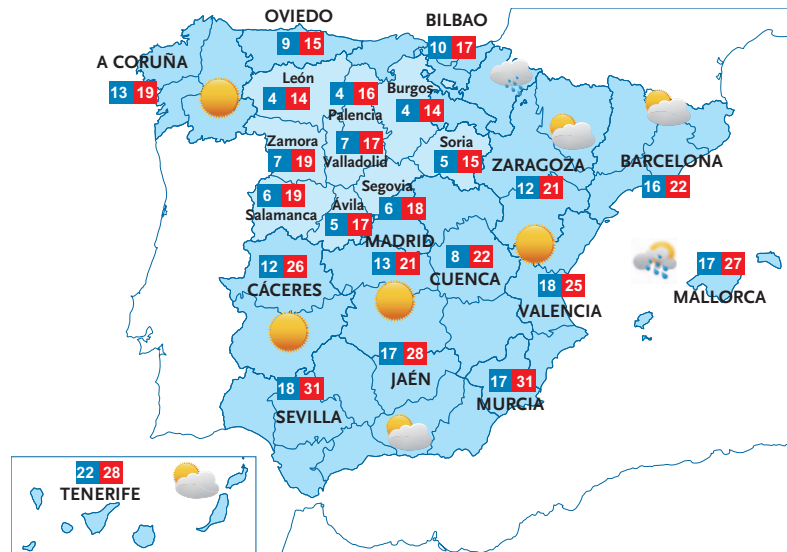 OVIEDO
9 15
BILBAO
10 17
A CORUÑA
13 19
León
4 14
4 16
Palencia
Burgos
4 14
Zamora
7 19
7 17
Valladolid
Soria
5 15
ZARAGOZA
12 21
BARCELONA
16 22
6 19
Salamanca
Ávila
5 17
Segovia
6 18
MADRID
13 21
8 22
CUENCA
12 26
CÁCERES
18 25
VALENCIA
17 27
MALLORCA
17 28
JAÉN
17 31
MURCIA
18 31
SEVILLA
22 28
TENERIFE